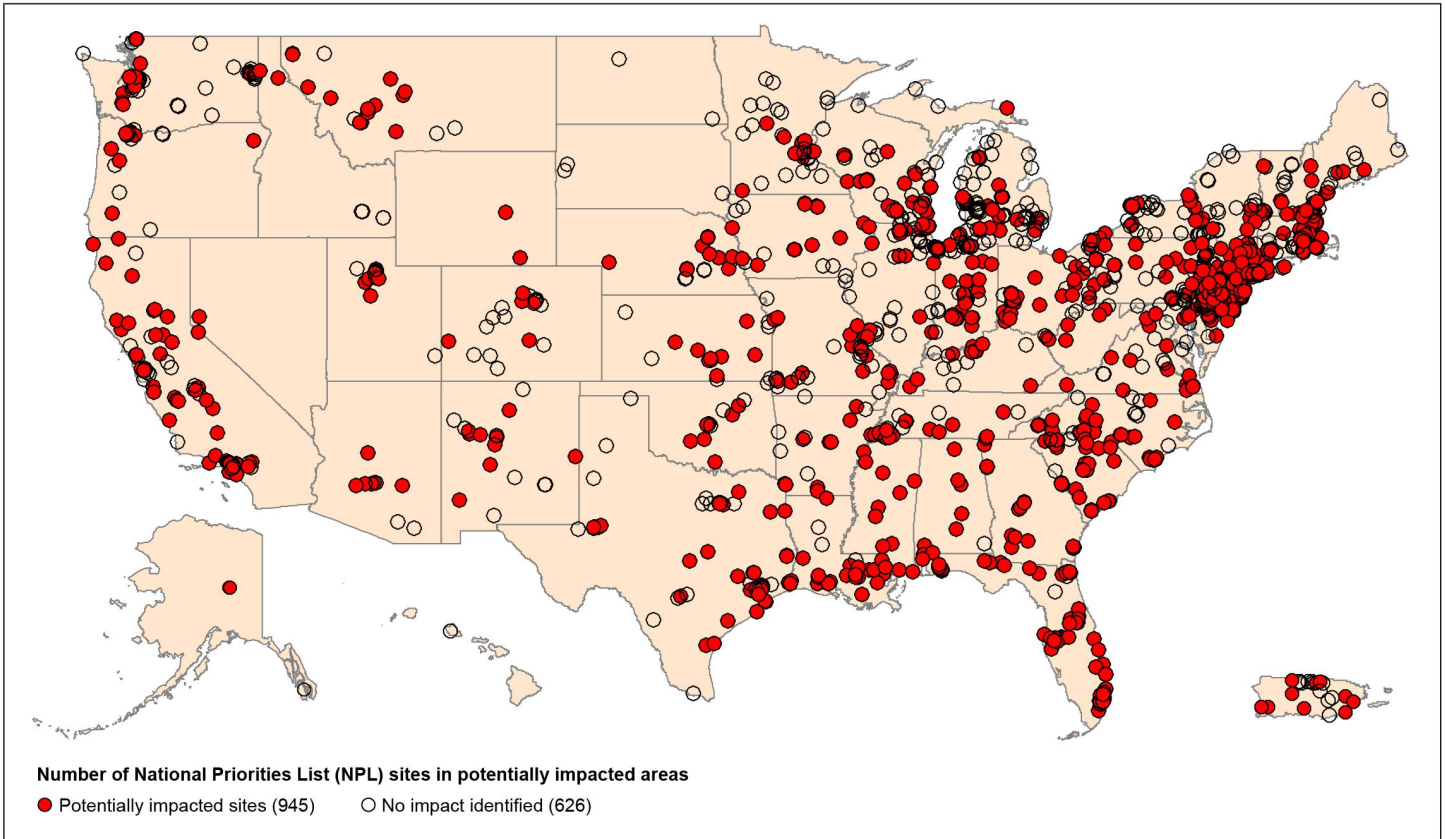 Number of National Priorities List (NPL) sites in potentially impacted areas
Potentially impacted sites (945) No impact identified (626)